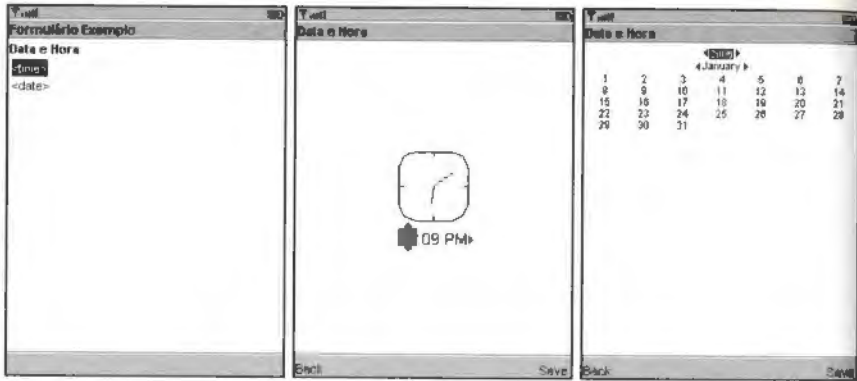 Formulário Exemplo
Data e Hora
<time>
<date>
Data e Hora
09 PM
Back Save
Data e Hora
January
1 2 3 4 5 6 7
8 9 10 11 12 13 14
15 16 17 18 19 20 21
22 23 24 25 26 27 28
29 30 31
Back Save